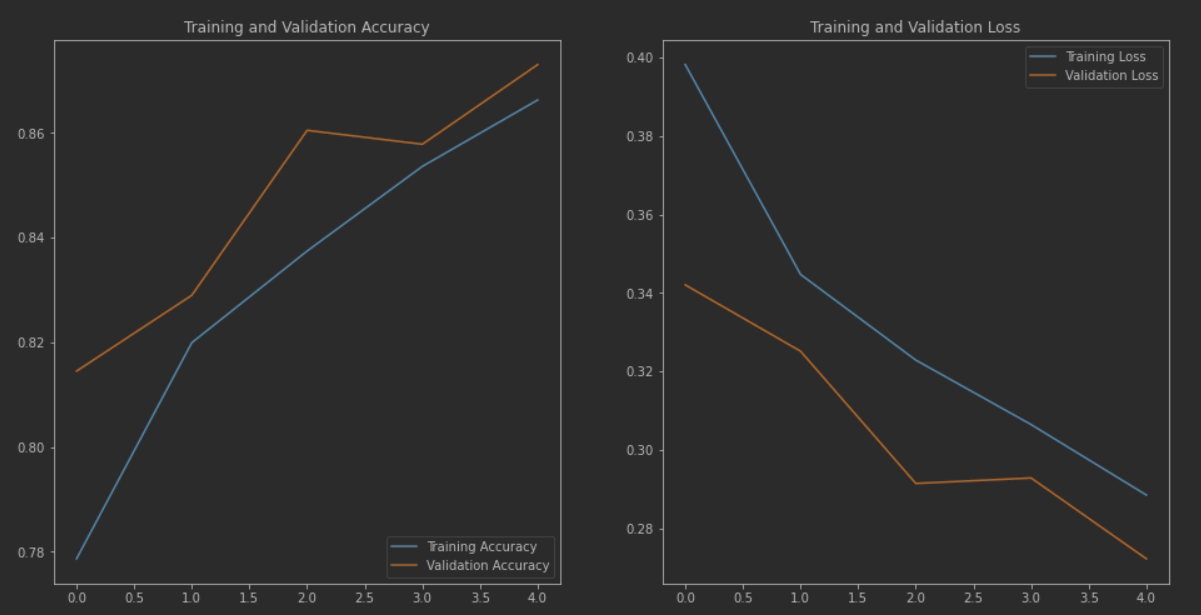 Training and Validation Accuracy
0.86
0.84
0.82
0.80
0.78
0.0 0.5 1.0 1.5 2.0 2.5 3.0 3.5 4.0
Training Accuracy
Validation Accuracy
Training and Validation Loss
0.40
0.38
0.36
0.34
0.32
0.30
0.28
0.0 0.5 1.0 1.5 2.0 2.5 3.0 3.5 4.0
Training Loss
Validation Loss